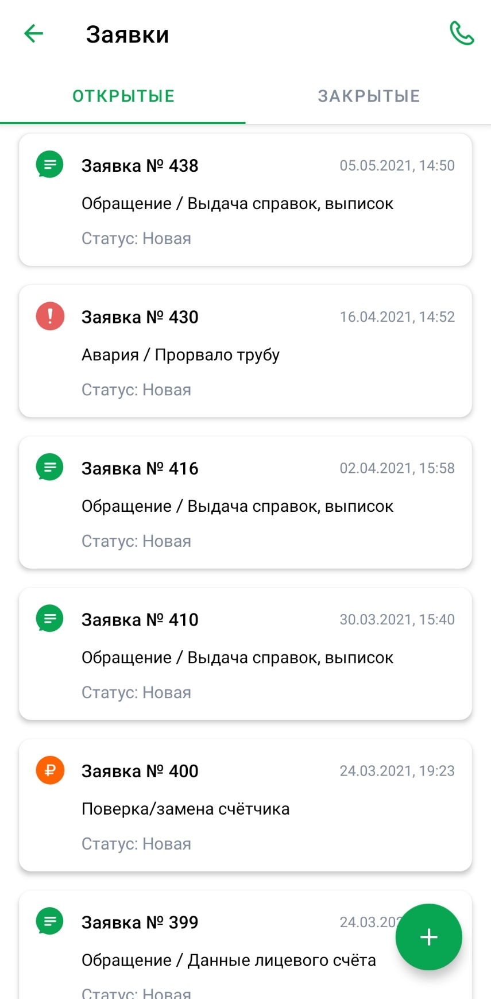 Заявки
ОТКРЫТЫЕ ЗАКРЫТЫЕ
Заявка № 438 05.05.2021, 14:50
Обращение / Выдача справок, выписок
Статус: Новая
Заявка № 430 16.04.2021, 14:52
Авария / Прорвало трубу
Статус: Новая
Заявка № 416 02.04.2021, 15:58
Обращение / Выдача справок, выписок
Статус: Новая
Заявка № 410 30.03.2021, 15:40
Обращение / Выдача справок, выписок
Статус: Новая
Заявка № 400 24.03.2021, 19:23
Поверка/замена счётчика
Статус: Новая
Заявка № 399
Обращение / Данные лицевого счёта
Статус: Новая